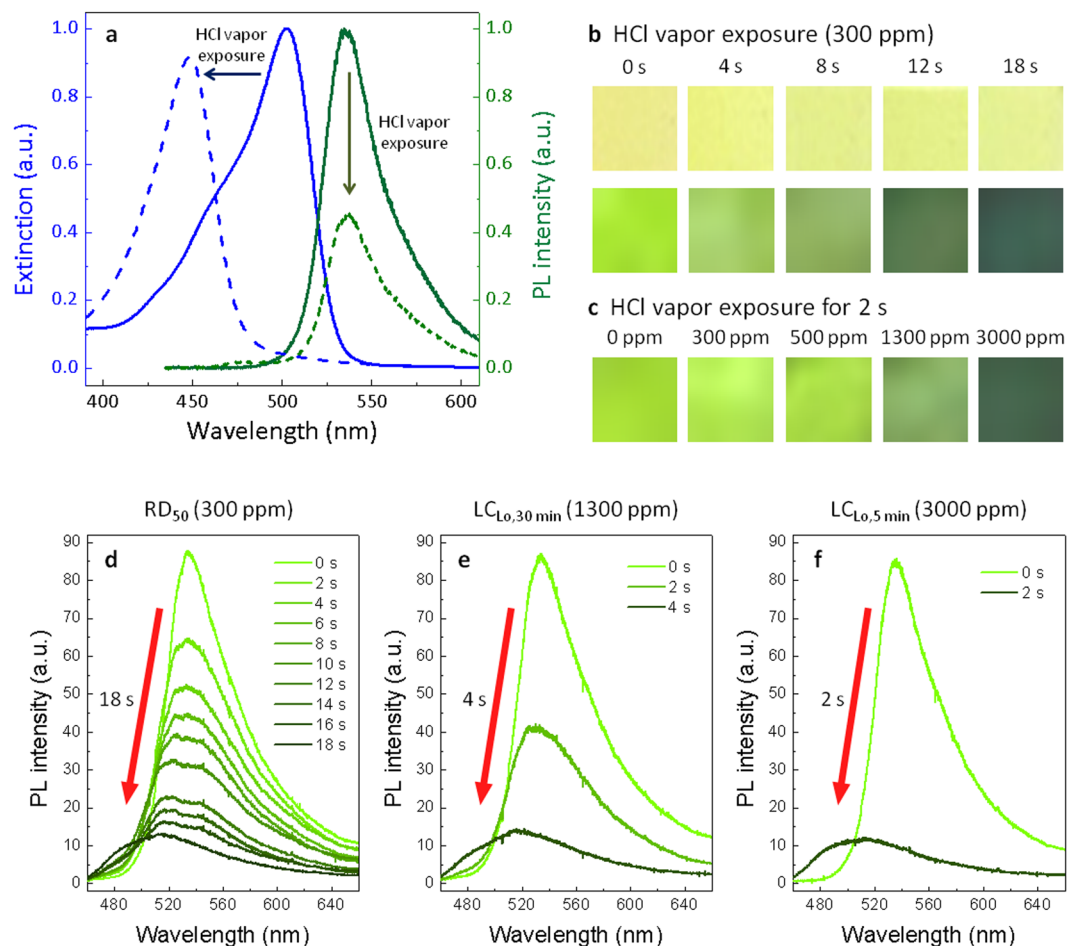 a
HCl vapor
exposure
HCl vapor
exposure
Extinction (a.u.)
1.0
0.8
0.6
0.4
0.2
0.0
PL intensity (a.u.)
1.0
0.8
0.6
0.4
0.2
0.0
400 450 500 550 600
Wavelength (nm)
b HCl vapor exposure (300 ppm)
0 s 4 s 8 s 12 s 18 s
c HCl vapor exposure for 2 s
0 ppm 300 ppm 500 ppm 1300 ppm 3000 ppm
RD50 (300 ppm)
d
PL intensity (a.u.)
90
80
70
60
50
40
30
20
10
0
0 s
2 s
4 s
6 s
8 s
10 s
12 s
14 s
16 s
18 s
18 s
480 520 560 600 640
Wavelength (nm)
LCLo,30 min (1300 ppm)
e
PL intensity (a.u.)
90
80
70
60
50
40
30
20
10
0
0 s
2 s
4 s
4 s
480 520 560 600 640
Wavelength (nm)
LCLo,5 min (3000 ppm)
f
PL intensity (a.u.)
90
80
70
60
50
40
30
20
10
0
0 s
2 s
2 s
480 520 560 600 640
Wavelength (nm)